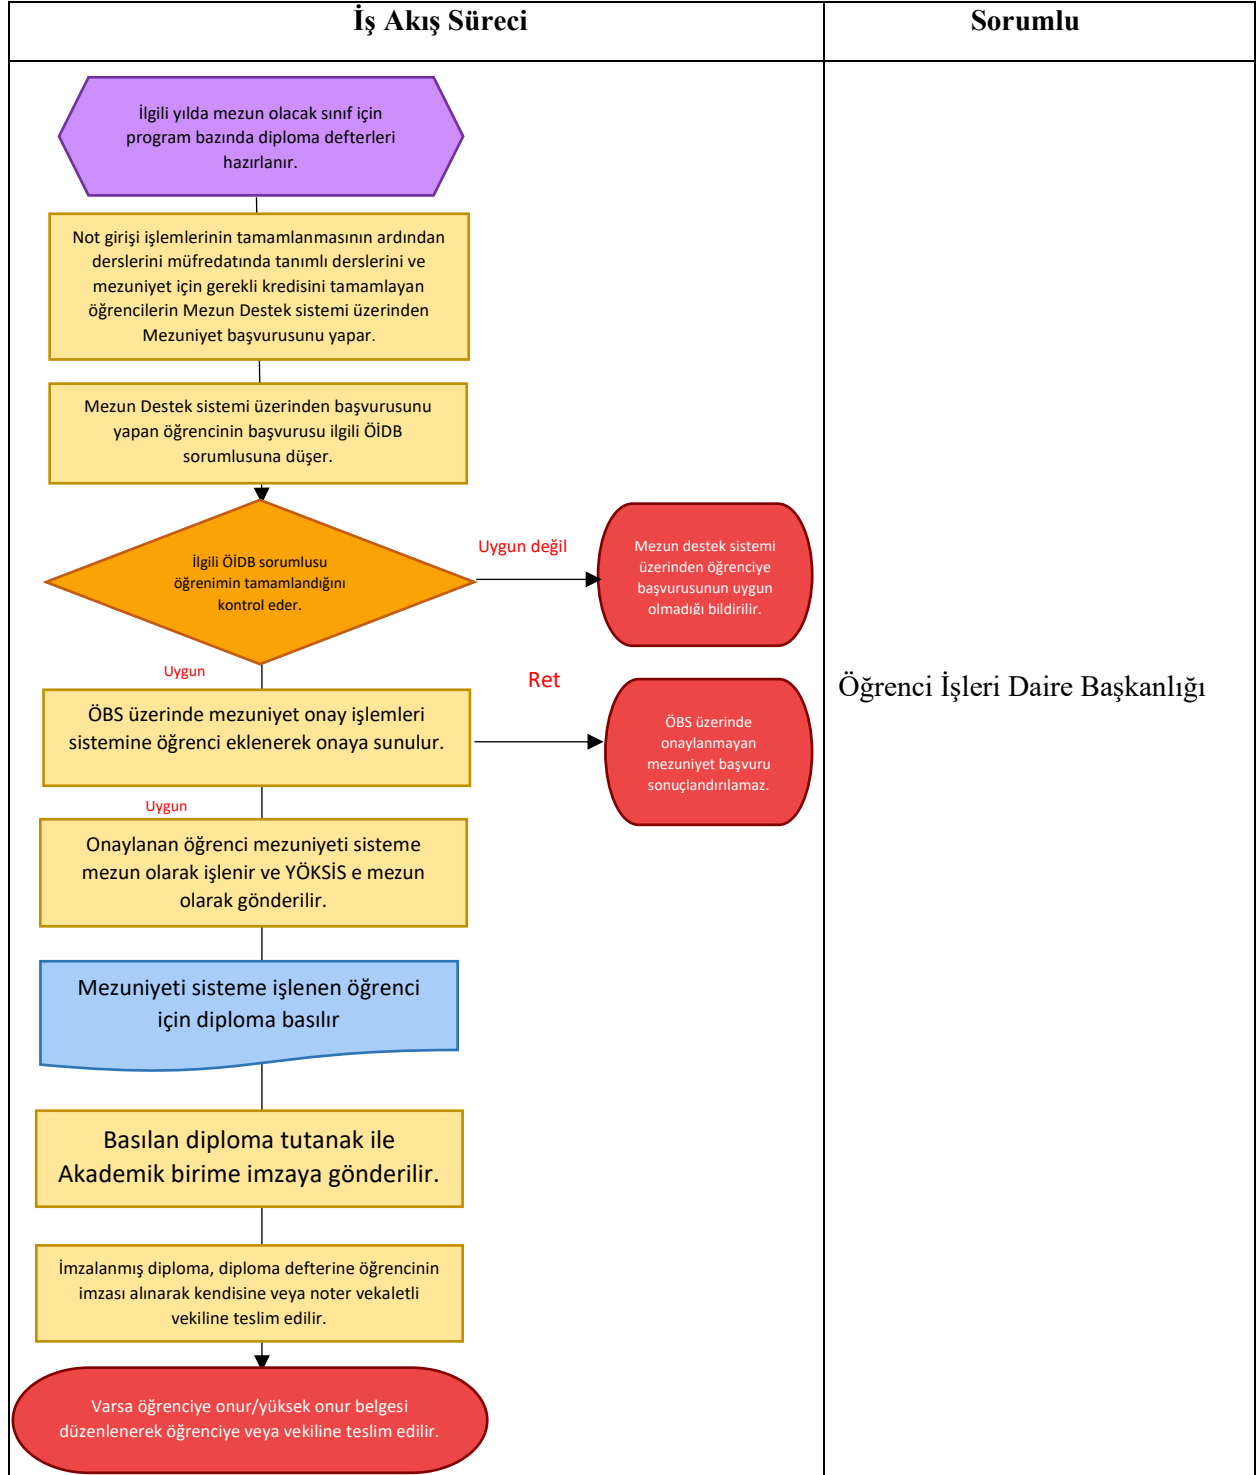 İş Akış Süreci
Sorumlu
İlgili yılda mezun olacak sınıf için
program bazında diploma defterleri
hazırlanır.
Not girişi işlemlerinin tamamlanmasının ardından
derslerini müfredatında tanımlı derslerini ve
mezuniyet için gerekli kredisini tamamlayan
öğrencilerin Mezun Destek sistemi üzerinden
Mezuniyet başvurusunu yapar.
Mezun Destek sistemi üzerinden başvurusunu
yapan öğrencinin başvurusu ilgili ÖİDB
sorumlusuna düşer.
İlgili ÖİDB sorumlusu
öğrenimin tamamlandığını
kontrol eder.
Uygun değil
Mezun destek sistemi
üzerinden öğrenciye
başvurusunun uygun
olmadığı bildirilir.
Uygun
ÖBS üzerinde mezuniyet onay işlemleri
sistemine öğrenci eklenerek onaya sunulur.
Ret
ÖBS üzerinde
onaylanmayan
mezuniyet başvuru
sonuçlandırılamaz.
Öğrenci İşleri Daire Başkanlığı
Uygun
Onaylanan öğrenci mezuniyeti sisteme
mezun olarak işlenir ve YÖKSİS e mezun
olarak gönderilir.
Mezuniyeti sisteme işlenen öğrenci
için diploma basılır
Basılan diploma tutanak ile
Akademik birime imzaya gönderilir.
İmzalanmış diploma, diploma defterine öğrencinin
imzası alınarak kendisine veya noter vekaletli
vekiline teslim edilir.
Varsa öğrenciye onur/yüksek onur belgesi
düzenlenerek öğrenciye veya vekiline teslim edilir.